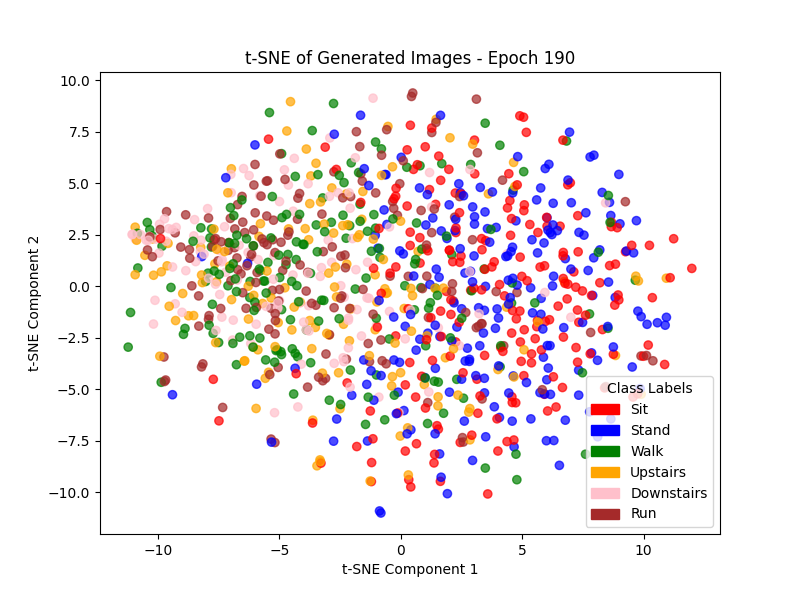 t-SNE of Generated Images - Epoch 190
t-SNE Component 2
10.0
7.5
5.0
2.5
0.0
−2.5
−5.0
−7.5
−10.0
Class Labels
Sit
Stand
Walk
Upstairs
Downstairs
Run
−10
−5
0
5
10
t-SNE Component 1